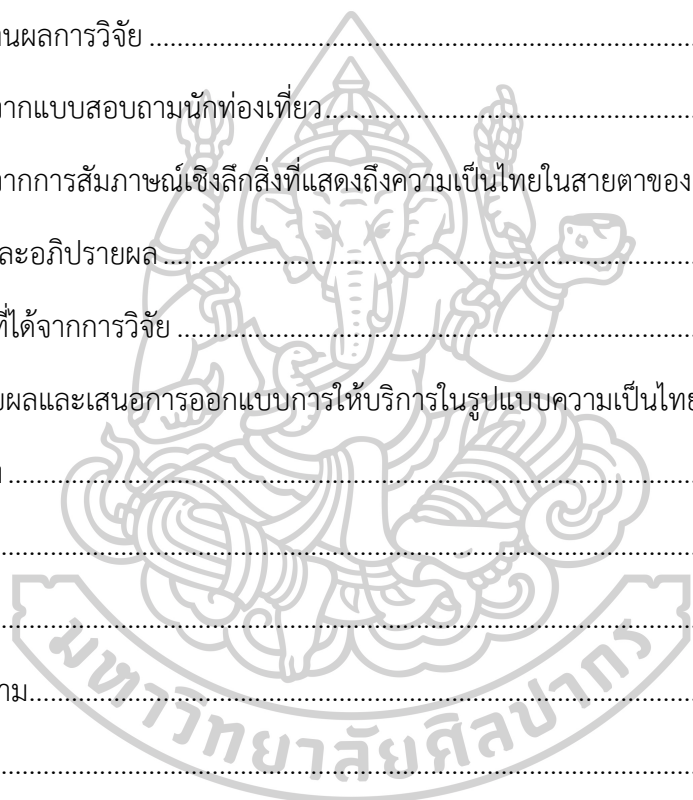 านผลการวิจัย ........................................................................
ากแบบสอบถามนักท่องเที่ยว........................................................................
ากการสัมภาษณ์เชิงลึกสิ่งที่แสดงถึงความเป็นไทยในสายตาของ
ละอภิปรายผล ........................................................................
ที่ได้จากการวิจัย ........................................................................
ยผลและเสนอการออกแบบการให้บริการในรูปแบบความเป็นไทย
........................................................................
........................................................................
........................................................................
าม........................................................................
........................................................................
มหาวิทยาลัยศิลปากร